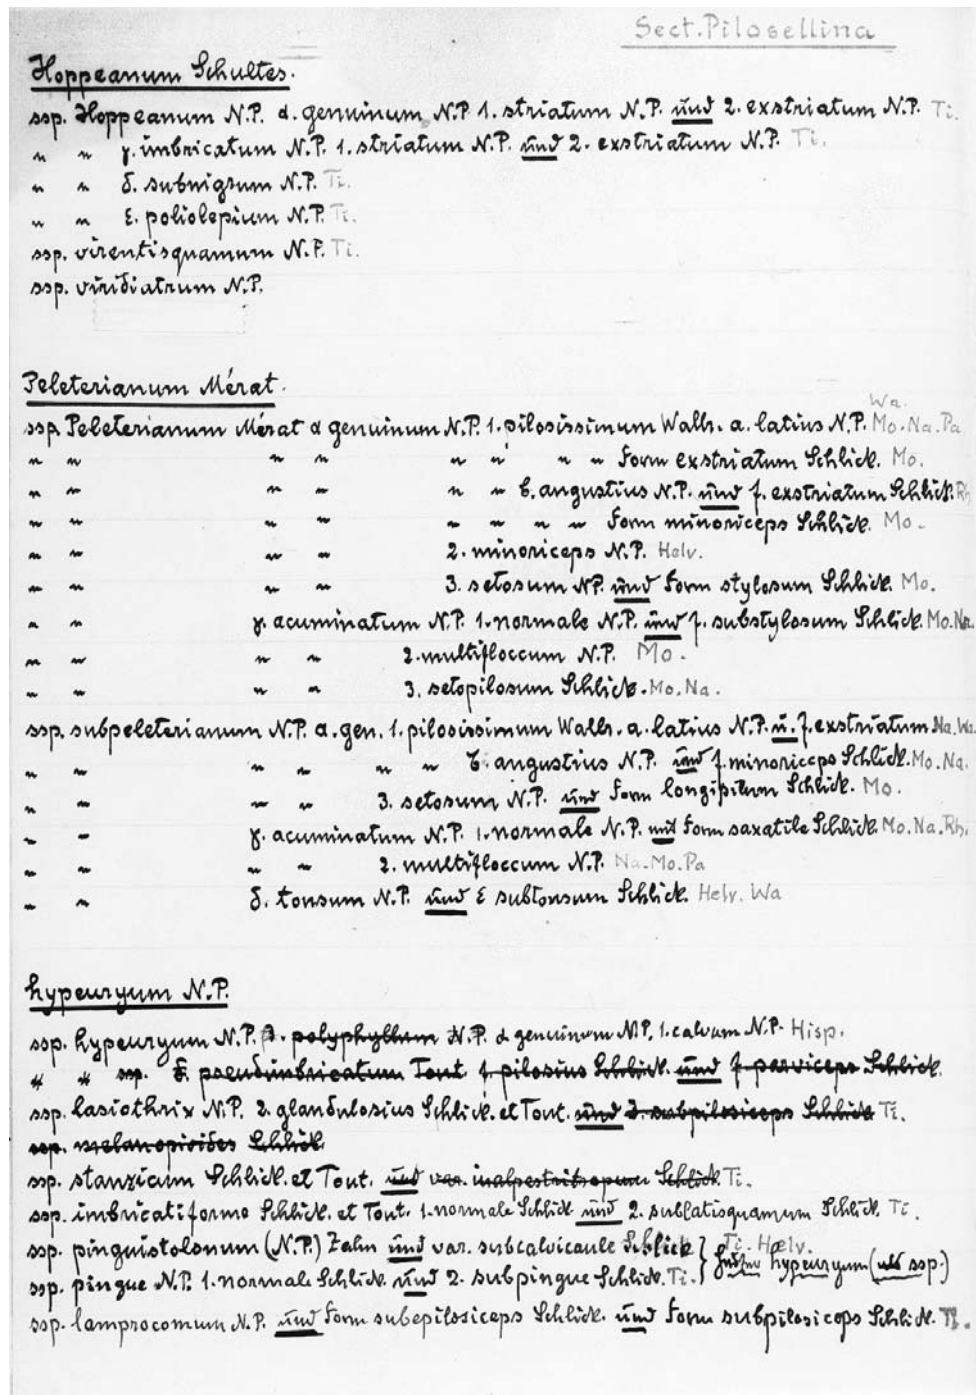 Sect. Pilosellina
Hoppeanum Schultes.
ssp. Hoppeanum N.P. α. genuinum N.P. 1. striatum N.P. und 2. exstriatum N.P. Ti.
" " γ. imbricatum N.P. 1. striatum N.P. und 2. exstriatum N.P. Ti.
" " δ. subnigrum N.P. Ti.
" " ε. poliolepium N.P. Ti.
ssp. virentisquamum N.P. Ti.
ssp. viridiatrum N.P.
Peleterianum Mérat.
Wa.
ssp. Peleterianum Mérat α genuinum N.P. 1. pilosissimum Wallr. a. latius N.P. Mo. Na. Pa
" " " " " " " " Form exstriatum Schlick. Mo.
" " " " " " b. angustius N.P. und f. exstriatum Schlick. Rh
" " " " " " " " Form minoriceps Schlick. Mo.
" " " " 2. minoriceps N.P. Helv.
" " " " 3. setosum N.P. und Form stylosum Schlick. Mo.
" " γ. acuminatum N.P. 1. normale N.P. und f. substylosum Schlick. Mo. Na.
" " " " 2. multifloccum N.P. Mo.
" " " " 3. setopilosum Schlick. Mo. Na.
ssp. subpeleterianum N.P. α. gen. 1. pilosissimum Wallr. a. latius N.P. u. f. exstriatum Na. Wa.
" " " " " " b. angustius N.P. und f. minoriceps Schlick. Mo. Na.
" " " " 3. setosum N.P. und Form longipilum Schlick. Mo.
" " γ. acuminatum N.P. 1. normale N.P. und Form saxatile Schlick. Mo. Na. Rh.
" " " " 2. multifloccum N.P. Na. Mo. Pa
" " δ. tonsum N.P. und ε subtonsum Schlick. Helv. Wa
hypeuryum N.P.
ssp. hypeuryum N.P. polyphyllum N.P. α genuinum N.P. 1. calvum N.P. Hisp.
" " ssp. pseudimbricatum Tout. f. pilosius Schlick. und f. parviceps Schlick.
ssp. lasiothrix N.P. 2. glandulosius Schlick. et Tout. und 3. subpilosiceps Schlick Ti.
ssp. melanopioides Schlick
ssp. stanzicum Schlick. et Tout. und var. inalpestritropum Schlick. Ti.
ssp. imbricatiforme Schlick. et Tout. 1. normale Schlick und 2. sublatisquamum Schlick. Ti.
ssp. pinguistolonum (N.P.) Zahn und var. subcalvicaule Schlick } Ti. Helv.
ssp. pingue N.P. 1. normale Schlick. und 2. subpingue Schlick. Ti. } hypeuryum (als ssp.)
ssp. lamprocomum N.P. und Form subepilosiceps Schlick. und Form subpilosiceps Schlick. Ti.